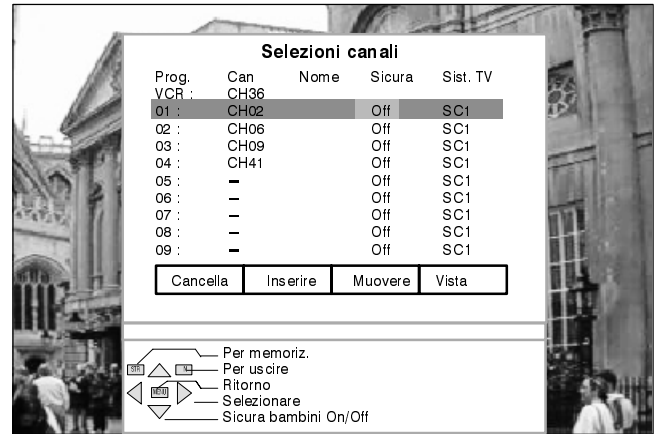 Selezioni canali
Prog. Can Nome Sicura Sist. TV
VCR : CH36
01 : CH02 Off SC1
02 : CH06 Off SC1
03 : CH09 Off SC1
04 : CH41 Off SC1
05 : – Off SC1
06 : – Off SC1
07 : – Off SC1
08 : – Off SC1
09 : – Off SC1
Cancella Inserire Muovere Vista
Per memoriz.
STR N Per uscire
Ritorno
MENU Selezionare
Sicura bambini On/Off